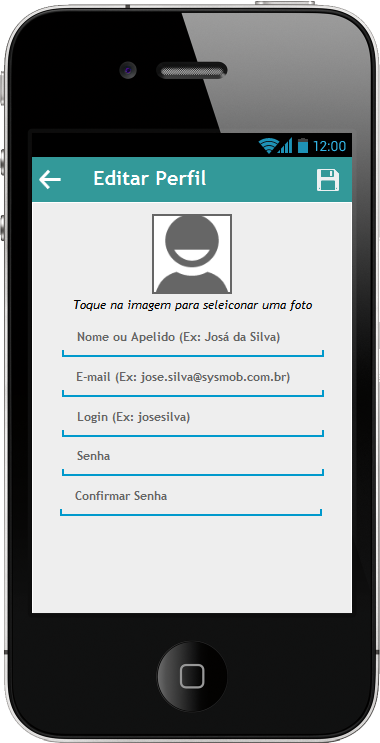 12:00
Editar Perfil
Toque na imagem para seleiconar uma foto
Nome ou Apelido (Ex: Josá da Silva)
E-mail (Ex: jose.silva@sysmob.com.br)
Login (Ex: josesilva)
Senha
Confirmar Senha